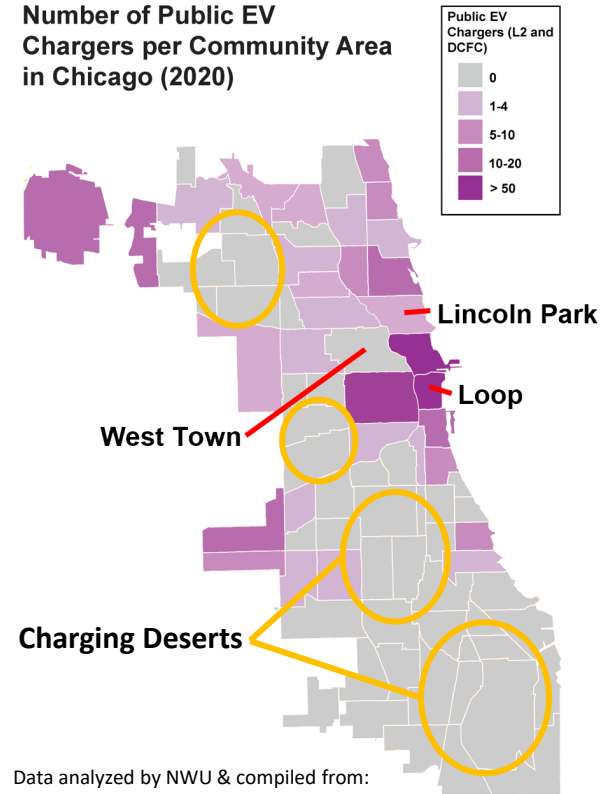 Number of Public EV
Chargers per Community Area
in Chicago (2020)
Public EV
Chargers (L2 and
DCFC)
0
1-4
5-10
10-20
> 50
Lincoln Park
Loop
West Town
Charging Deserts
Data analyzed by NWU & compiled from: